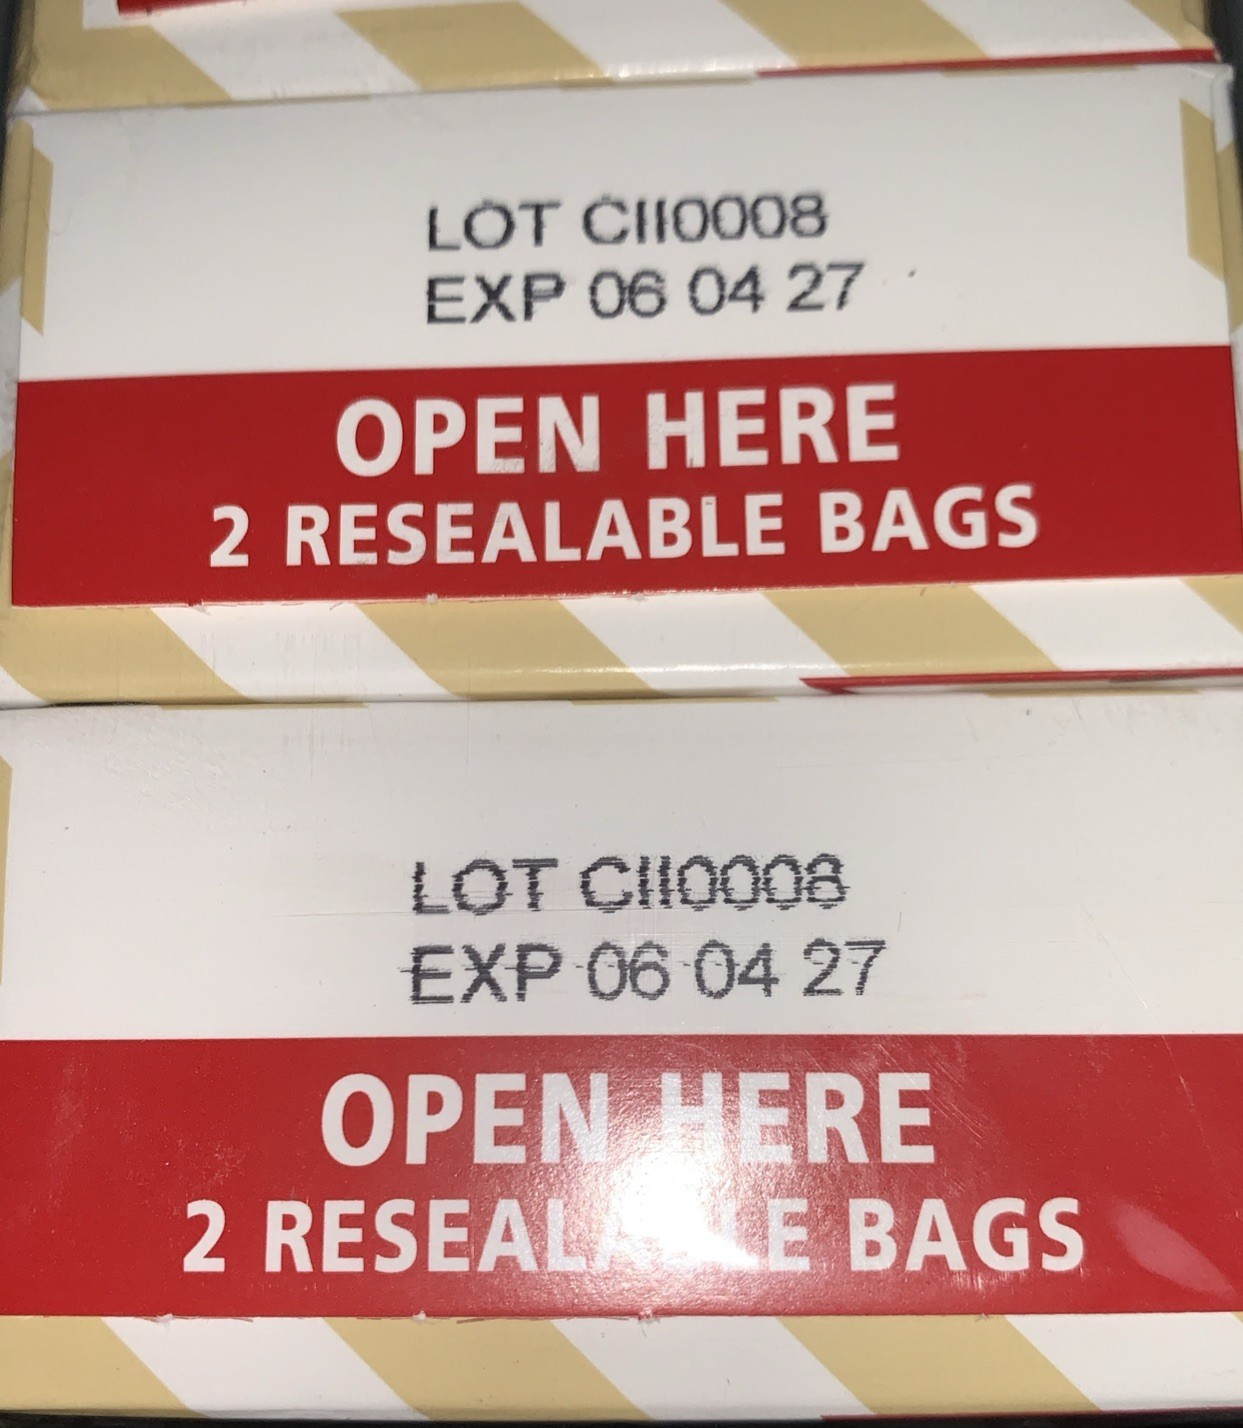 LOT CII0008
EXP 06 04 27
OPEN HERE
2 RESEALABLE BAGS
LOT CII0008
EXP 06 04 27
OPEN HERE
2 RESEALABLE BAGS